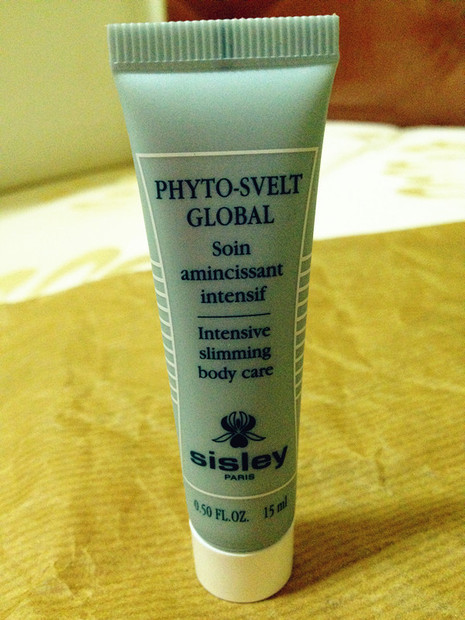 PHYTO-SVELT
GLOBAL
Soin
amincissant
intensif
Intensive
slimming
body care
sisley
PARIS
0.50 FL.OZ. 15 ml